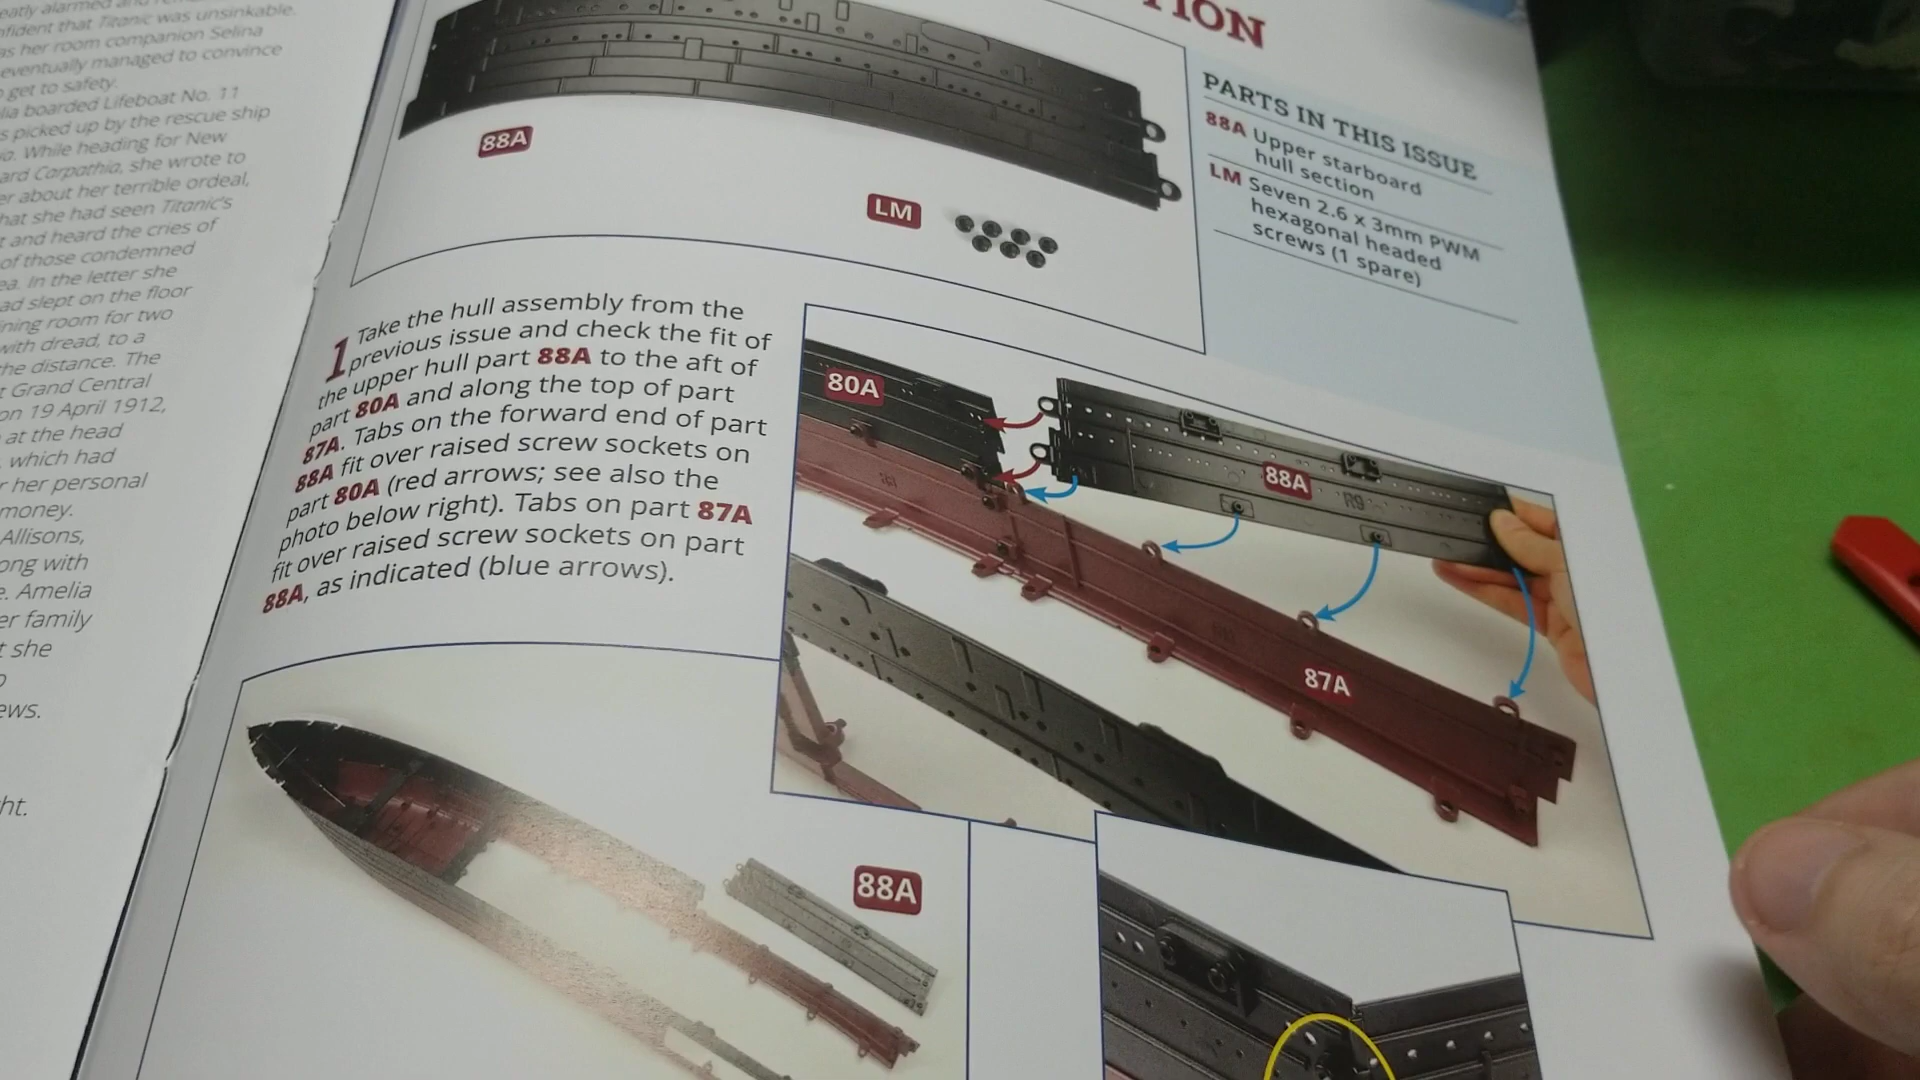 eatly alarmed and
nfident that Titanic was unsinkable.
as her room companion Selina
eventually managed to convince
get to safety.
lia boarded Lifeboat No. 11
s picked up by the rescue ship
o. While heading for New
ard Carpathia, she wrote to
er about her terrible ordeal,
hat she had seen Titanic's
t and heard the cries of
of those condemned
ea. In the letter she
ad slept on the floor
ining room for two
with dread, to a
he distance. The
t Grand Central
on 19 April 1912,
at the head
, which had
r her personal
money.
Allisons,
ong with
e. Amelia
er family
t she
ews.
ht.
TION
88A
LM
PARTS IN THIS ISSUE
88A Upper starboard
hull section
LM Seven 2.6 x 3mm PWM
hexagonal headed
screws (1 spare)
1 Take the hull assembly from the
previous issue and check the fit of
the upper hull part 88A to the aft of
part 80A and along the top of part
87A. Tabs on the forward end of part
88A fit over raised screw sockets on
part 80A (red arrows; see also the
photo below right). Tabs on part 87A
fit over raised screw sockets on part
88A, as indicated (blue arrows).
80A
88A
R9
87A
88A